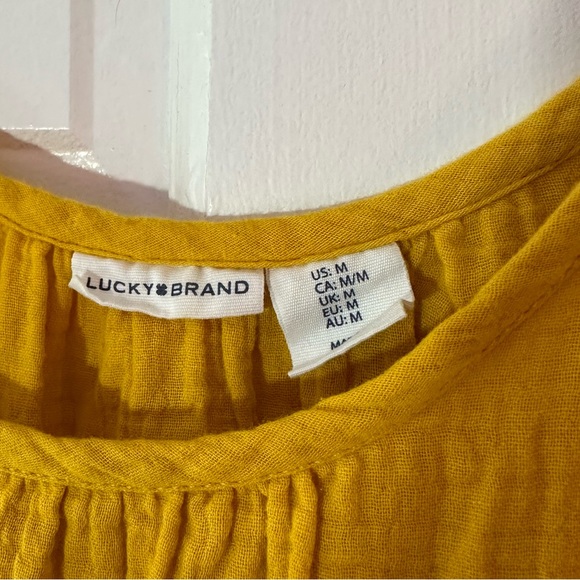 LUCKY BRAND
US: M
CA: M/M
UK: M
EU: M
AU: M